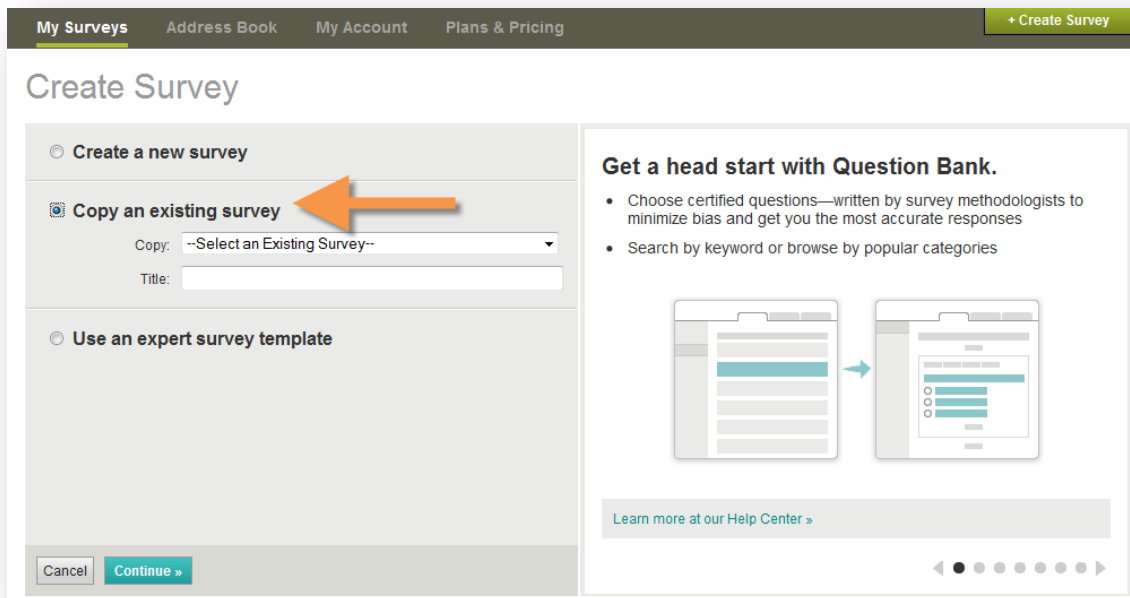 My Surveys Address Book My Account Plans & Pricing + Create Survey
Create Survey
Create a new survey
Copy an existing survey
Copy: --Select an Existing Survey--
Title:
Use an expert survey template
Cancel Continue »
Get a head start with Question Bank.
• Choose certified questions—written by survey methodologists to
minimize bias and get you the most accurate responses
• Search by keyword or browse by popular categories
Learn more at our Help Center »